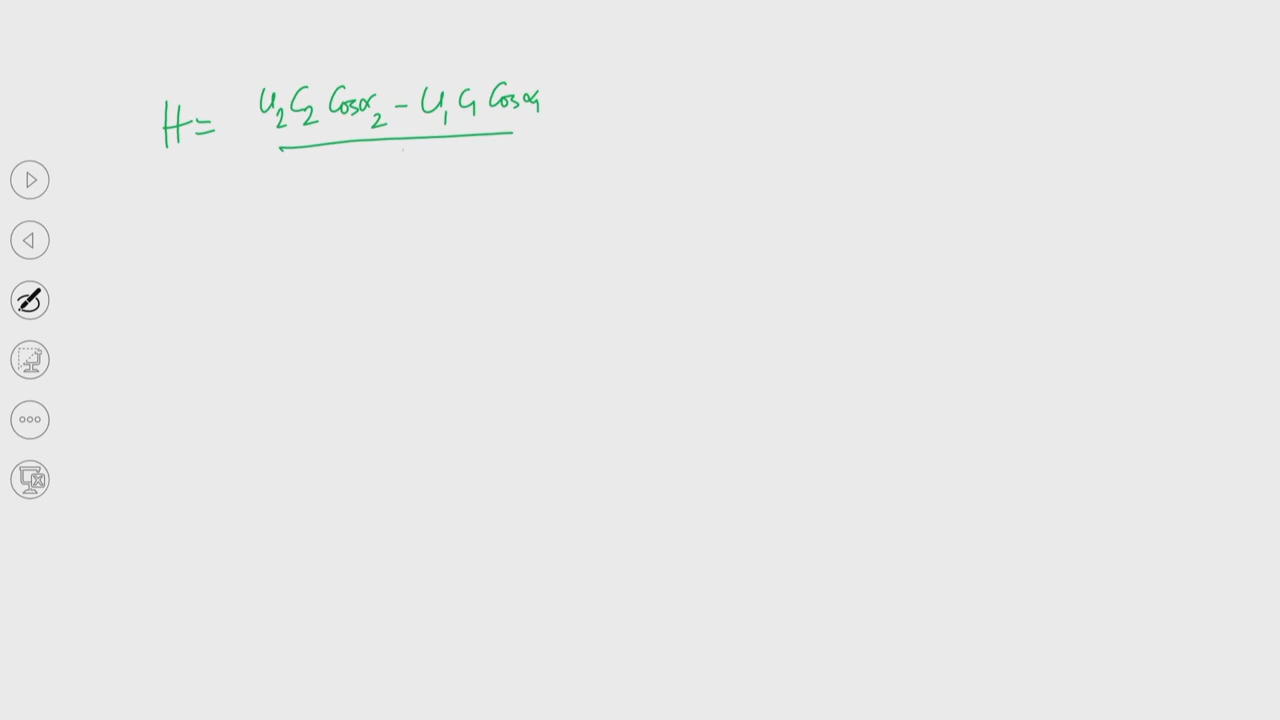 H = u₂C₂ Cosα₂ - u₁C₁ Cosα₁